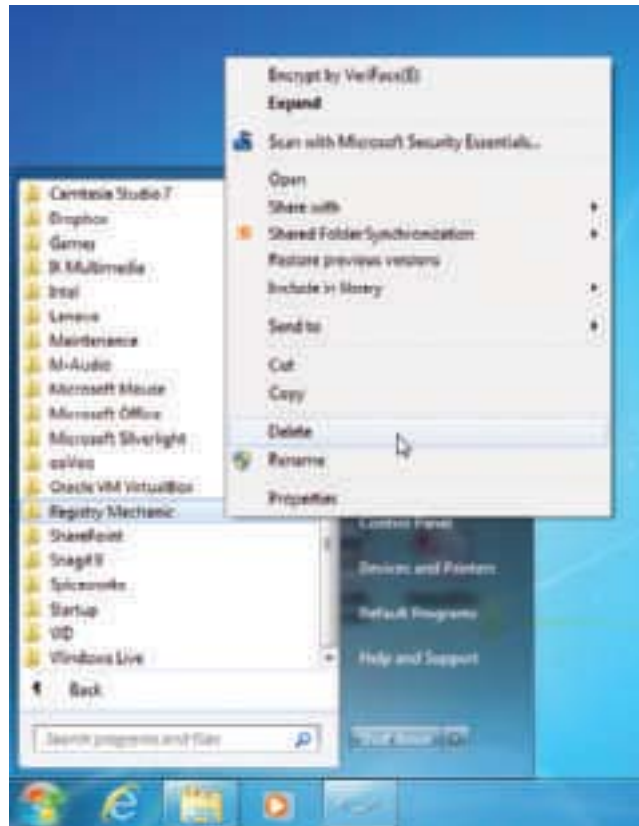 Encrypt by VeriFace(E)
Expand
Scan with Microsoft Security Essentials...
Open
Share with
Shared Folder Synchronization
Restore previous versions
Include in library
Send to
Cut
Copy
Delete
Rename
Properties
Camtasia Studio 7
Dropbox
Games
IK Multimedia
Intel
Lenovo
Maintenance
M-Audio
Microsoft Mouse
Microsoft Office
Microsoft Silverlight
ooVoo
Oracle VM VirtualBox
Registry Mechanic
SharePoint
Snagit 9
Spiceworks
Startup
VID
Windows Live
Back
Search programs and files
Control Panel
Devices and Printers
Default Programs
Help and Support
Shut down